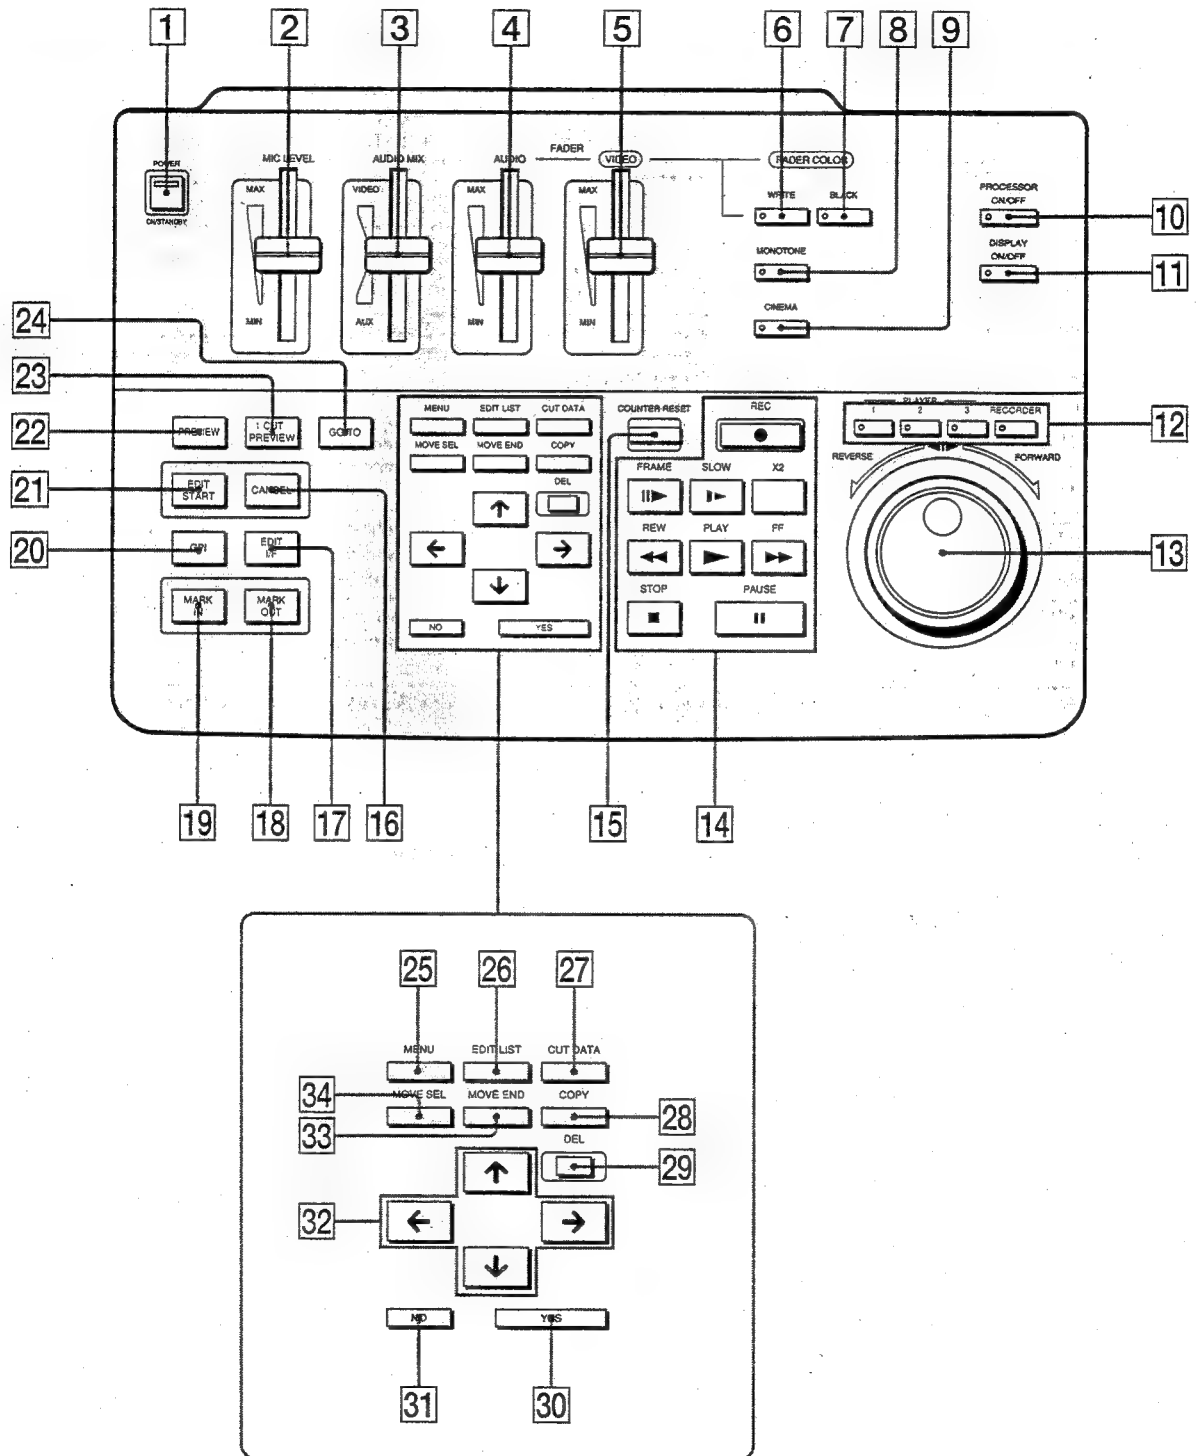 1 2 3 4 5 6 7 8 9
POWER
ON/STANDBY
MIC LEVEL
MAX
MIN
AUDIO MIX
VIDEO
AUX
AUDIO
MAX
MIN
FADER
VIDEO
MAX
MIN
FADER COLOR
WHITE
BLACK
MONOTONE
CINEMA
PROCESSOR
ON/OFF
10
DISPLAY
ON/OFF
11
24
23
22
21
20
PREVIEW
1 CUT
PREVIEW
GO TO
EDIT
START
CANCEL
GPI
EDIT
I/F
MARK
IN
MARK
OUT
MENU
EDIT LIST
CUT DATA
MOVE SEL
MOVE END
COPY
DEL
NO
YES
COUNTER RESET
REC
FRAME
SLOW
X2
REW
PLAY
FF
STOP
PAUSE
PLAYER
1 2 3 RECORDER
REVERSE
FORWARD
12
13
19 18 17 16 15 14
25 26 27
MENU
EDIT LIST
CUT DATA
34
MOVE SEL
MOVE END
COPY
33
28
DEL
29
32
NO
YES
31
30